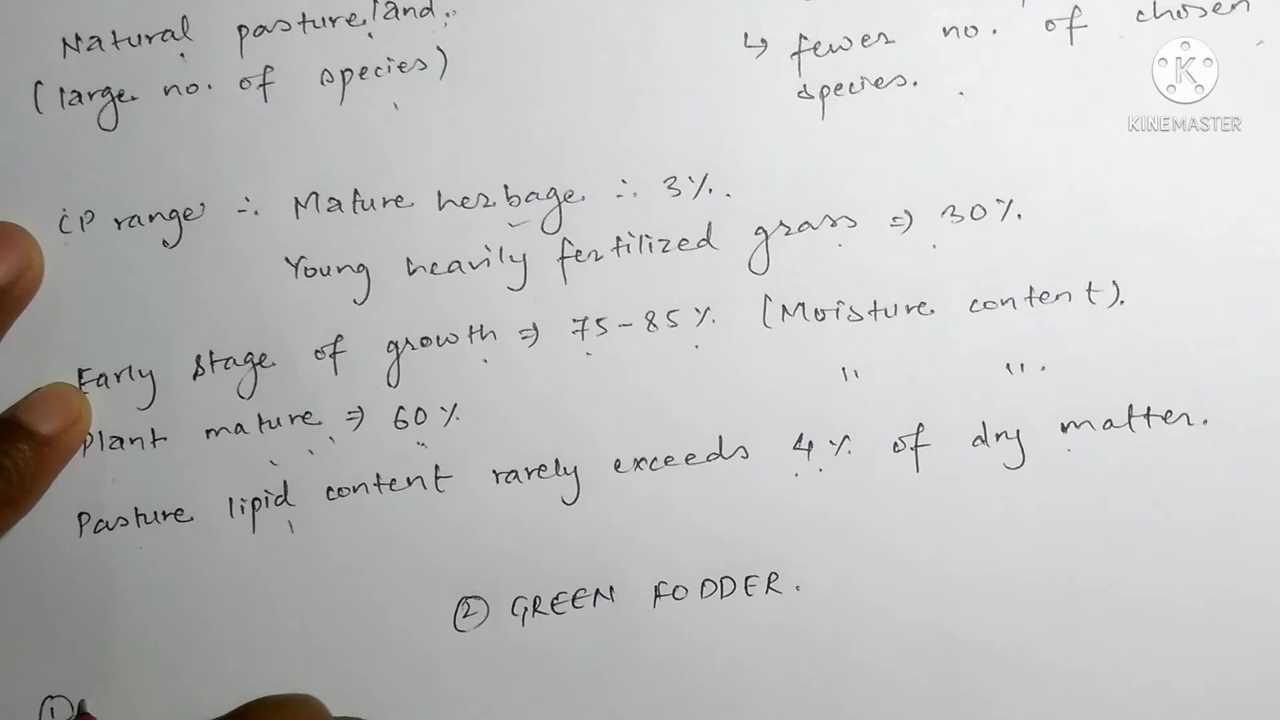 Natural pasture land.
(large no. of species)
↳ fewer no. of chosen
species.
KINEMASTER
CP range ∴ Mature herbage ∴ 3%.
Young heavily fertilized grass ⇒ 30%.
Early stage of growth ⇒ 75-85% (Moisture content).
Plant mature ⇒ 60% " ".
Pasture lipid content rarely exceeds 4% of dry matter.
② GREEN FODDER.
①